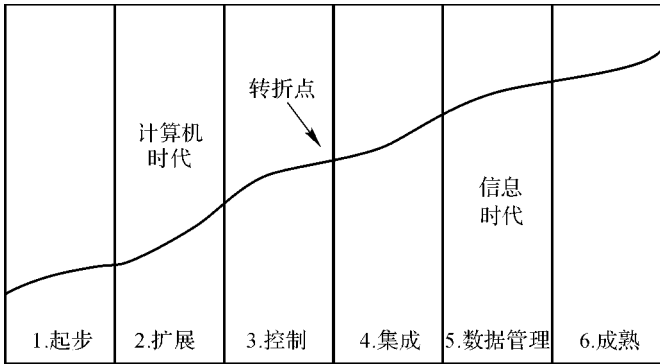 转折点
计算机
时代
信息
时代
1.起步
2.扩展
3.控制
4.集成
5.数据管理
6.成熟